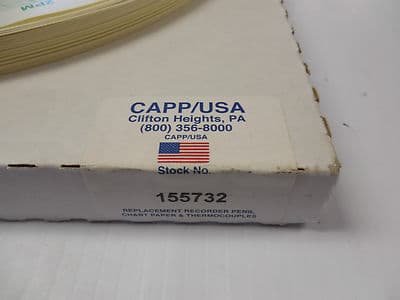 2PM
CAPP/USA
Clifton Heights, PA
(800) 356-8000
CAPP/USA
Stock No.
155732
REPLACEMENT RECORDER PENS,
CHART PAPER & THERMOCOUPLES